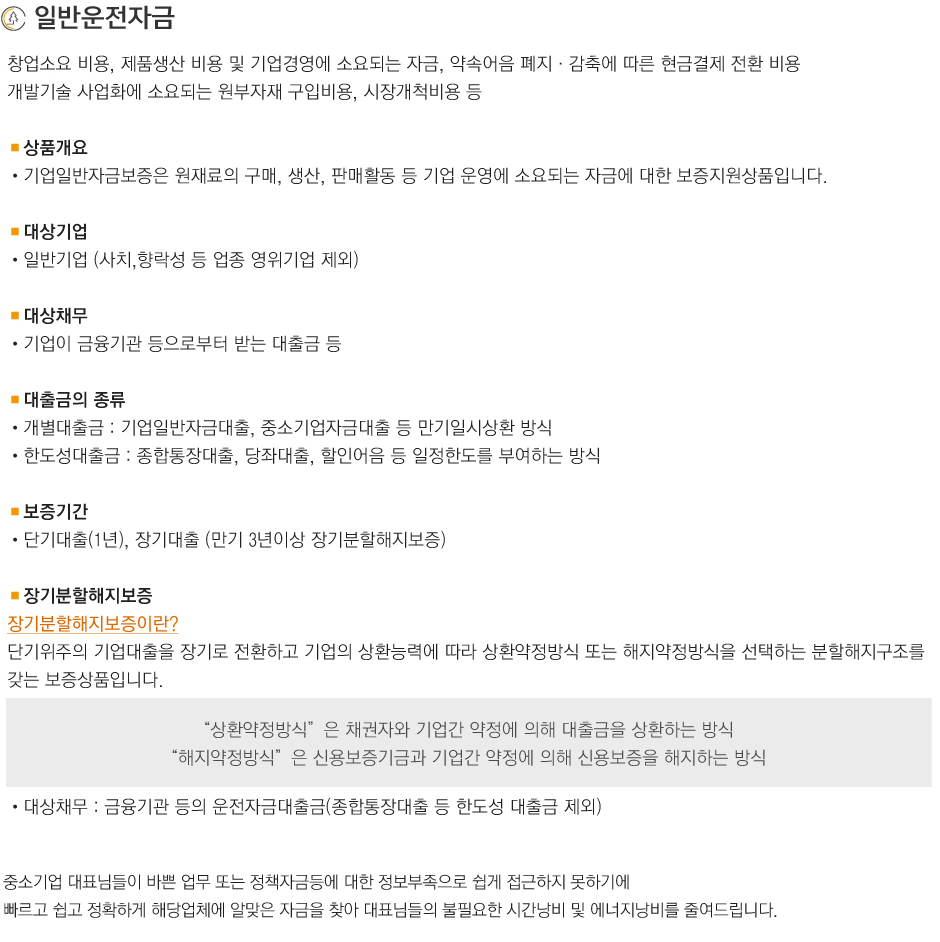 일반운전자금
창업소요 비용, 제품생산 비용 및 기업경영에 소요되는 자금, 약속어음 폐지 · 감축에 따른 현금결제 전환 비용
개발기술 사업화에 소요되는 원부자재 구입비용, 시장개척비용 등
■ 상품개요
• 기업일반자금보증은 원재료의 구매, 생산, 판매활동 등 기업 운영에 소요되는 자금에 대한 보증지원상품입니다.
■ 대상기업
• 일반기업 (사치,향락성 등 업종 영위기업 제외)
■ 대상채무
• 기업이 금융기관 등으로부터 받는 대출금 등
■ 대출금의 종류
• 개별대출금 : 기업일반자금대출, 중소기업자금대출 등 만기일시상환 방식
• 한도성대출금 : 종합통장대출, 당좌대출, 할인어음 등 일정한도를 부여하는 방식
■ 보증기간
• 단기대출(1년), 장기대출 (만기 3년이상 장기분할해지보증)
■ 장기분할해지보증
장기분할해지보증이란?
단기위주의 기업대출을 장기로 전환하고 기업의 상환능력에 따라 상환약정방식 또는 해지약정방식을 선택하는 분할해지구조를
갖는 보증상품입니다.
“상환약정방식” 은 채권자와 기업간 약정에 의해 대출금을 상환하는 방식
“해지약정방식” 은 신용보증기금과 기업간 약정에 의해 신용보증을 해지하는 방식
• 대상채무 : 금융기관 등의 운전자금대출금(종합통장대출 등 한도성 대출금 제외)
중소기업 대표님들이 바쁜 업무 또는 정책자금등에 대한 정보부족으로 쉽게 접근하지 못하기에
빠르고 쉽고 정확하게 해당업체에 알맞은 자금을 찾아 대표님들의 불필요한 시간낭비 및 에너지낭비를 줄여드립니다.